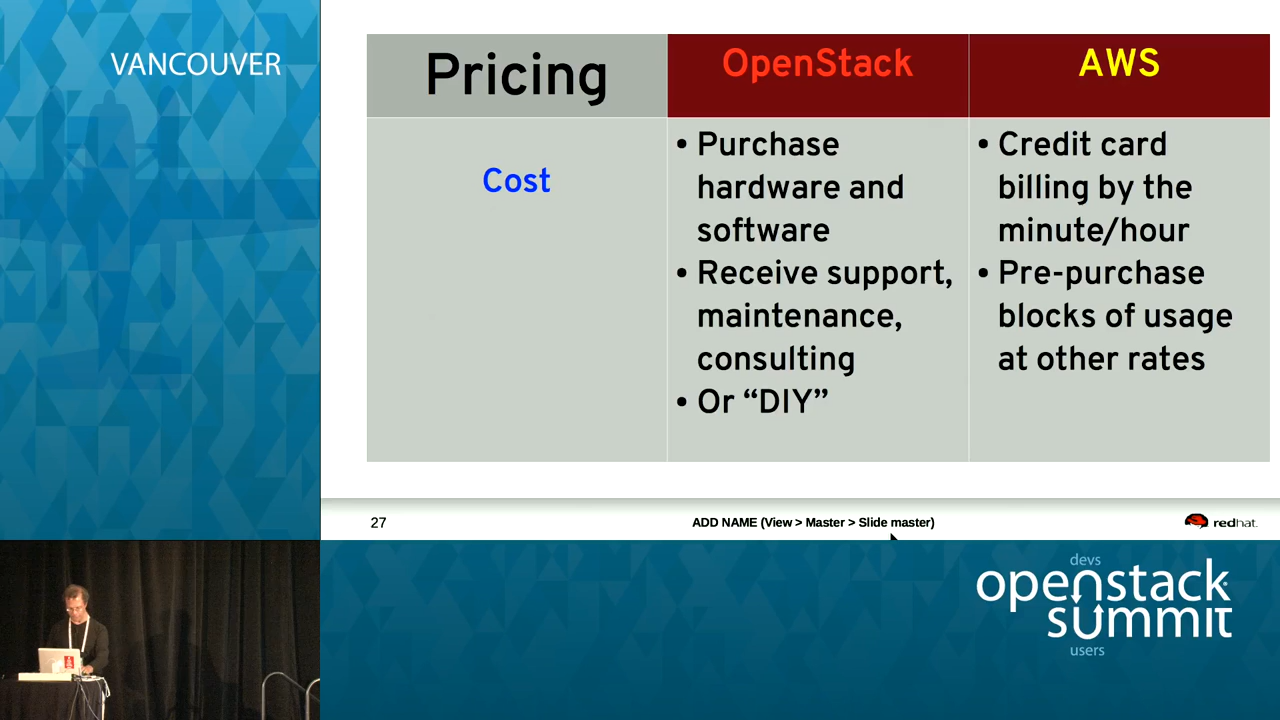 VANCOUVER
Pricing
OpenStack
AWS
Cost
• Purchase
hardware and
software
• Receive support,
maintenance,
consulting
• Or “DIY”
• Credit card
billing by the
minute/hour
• Pre-purchase
blocks of usage
at other rates
27
ADD NAME (View > Master > Slide master)
redhat.
devs
openstack
summit
users